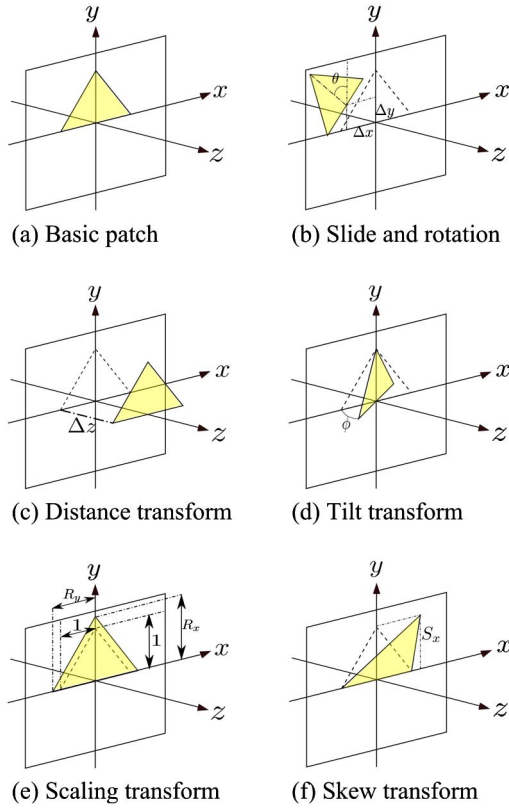 y
y
x
x
θ
Δy
Δx
z
z
(a) Basic patch
(b) Slide and rotation
y
y
x
x
Δz
z
ϕ
z
(c) Distance transform
(d) Tilt transform
y
y
R_y
1
1
R_x
S_x
x
x
z
z
(e) Scaling transform
(f) Skew transform